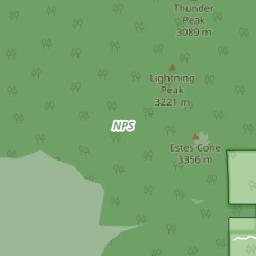 Thunder
Peak
3089 m
Lightning
Peak
3221 m
NPS
Estes Cone
3356 m